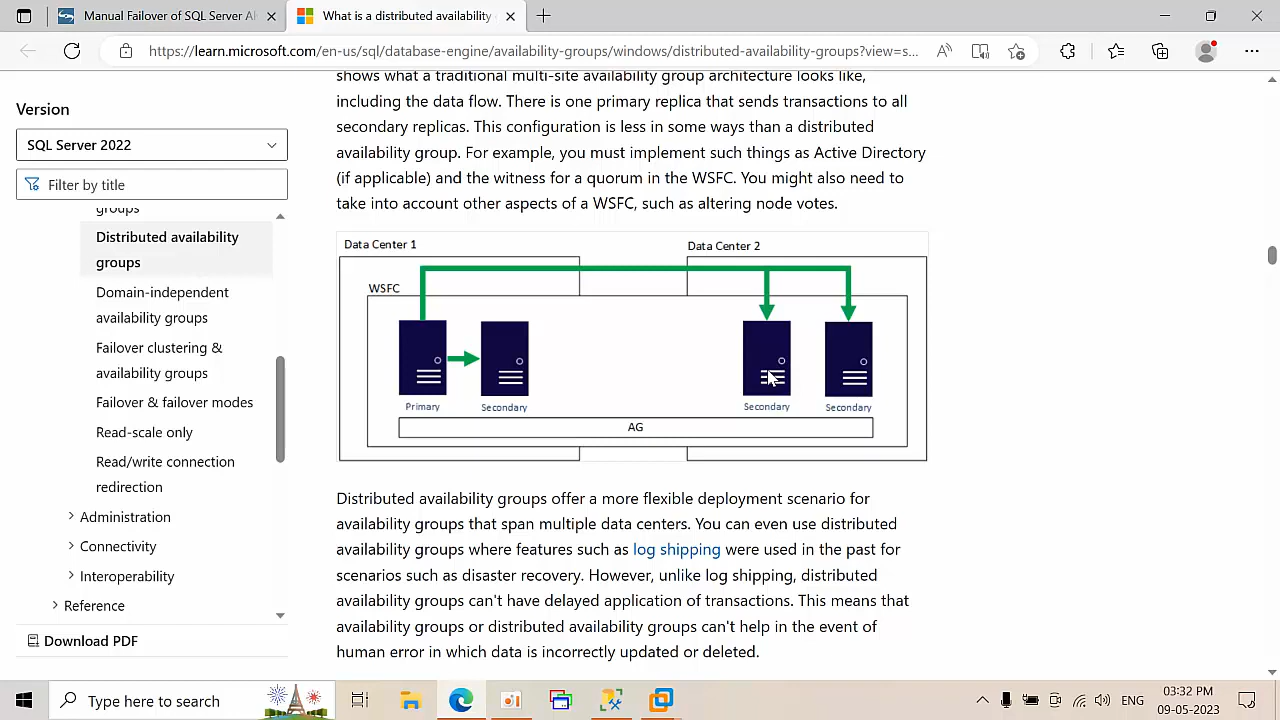 Manual Failover of SQL Server Al
What is a distributed availability
https://learn.microsoft.com/en-us/sql/database-engine/availability-groups/windows/distributed-availability-groups?view=s...
shows what a traditional multi-site availability group architecture looks like,
including the data flow. There is one primary replica that sends transactions to all
secondary replicas. This configuration is less in some ways than a distributed
availability group. For example, you must implement such things as Active Directory
(if applicable) and the witness for a quorum in the WSFC. You might also need to
take into account other aspects of a WSFC, such as altering node votes.
Version
SQL Server 2022
Filter by title
groups
Distributed availability
groups
Domain-independent
availability groups
Failover clustering &
availability groups
Failover & failover modes
Read-scale only
Read/write connection
redirection
Administration
Connectivity
Interoperability
Reference
Download PDF
Data Center 1
Data Center 2
WSFC
Primary
Secondary
Secondary
Secondary
AG
Distributed availability groups offer a more flexible deployment scenario for
availability groups that span multiple data centers. You can even use distributed
availability groups where features such as log shipping were used in the past for
scenarios such as disaster recovery. However, unlike log shipping, distributed
availability groups can't have delayed application of transactions. This means that
availability groups or distributed availability groups can't help in the event of
human error in which data is incorrectly updated or deleted.
Type here to search
ENG
03:32 PM
09-05-2023